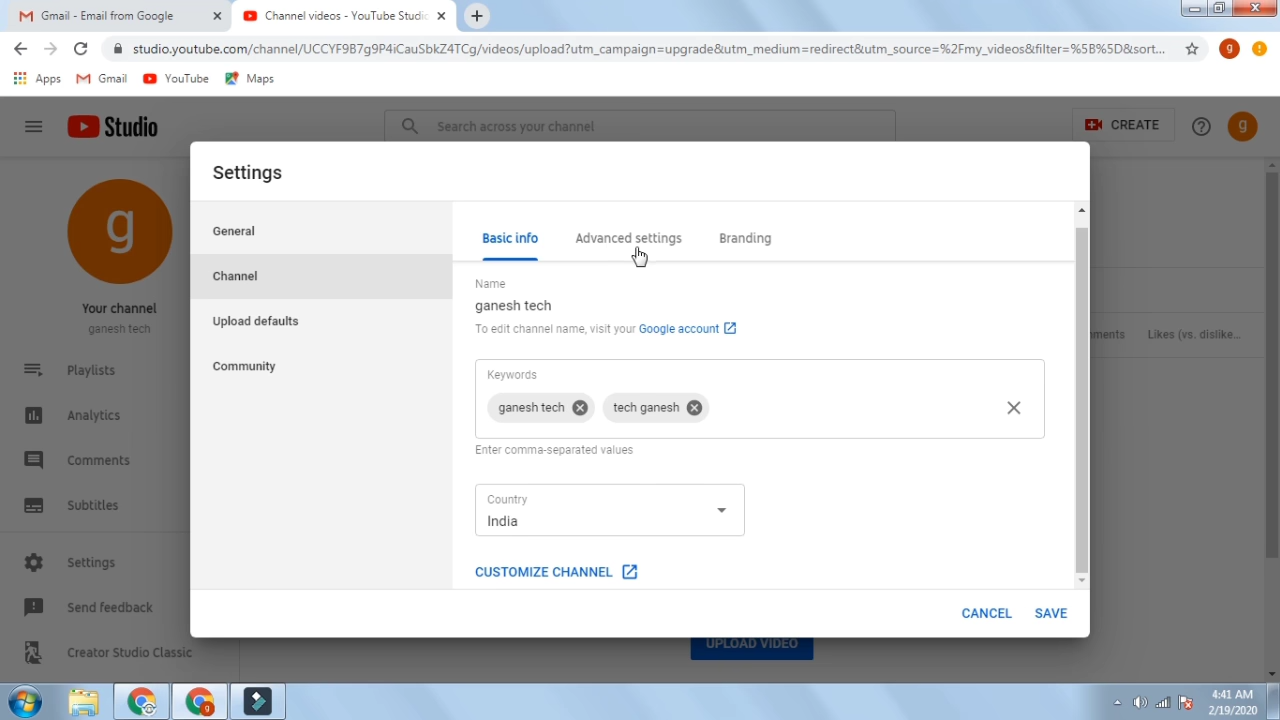 Gmail - Email from Google
Channel videos - YouTube Studio
studio.youtube.com/channel/UCCYF9B7g9P4iCauSbkZ4TCg/videos/upload?utm_campaign=upgrade&utm_medium=redirect&utm_source=%2Fmy_videos&filter=%5B%5D&sort...
g
Apps
Gmail
YouTube
Maps
Studio
Search across your channel
CREATE
g
g
Your channel
ganesh tech
Playlists
Analytics
Comments
Subtitles
Settings
Send feedback
Creator Studio Classic
Settings
General
Channel
Upload defaults
Community
Basic info
Advanced settings
Branding
Name
ganesh tech
To edit channel name, visit your Google account
Keywords
ganesh tech
tech ganesh
Enter comma-separated values
Country
India
CUSTOMIZE CHANNEL
CANCEL
SAVE
mments
Likes (vs. dislike...
UPLOAD VIDEO
4:41 AM
2/19/2020